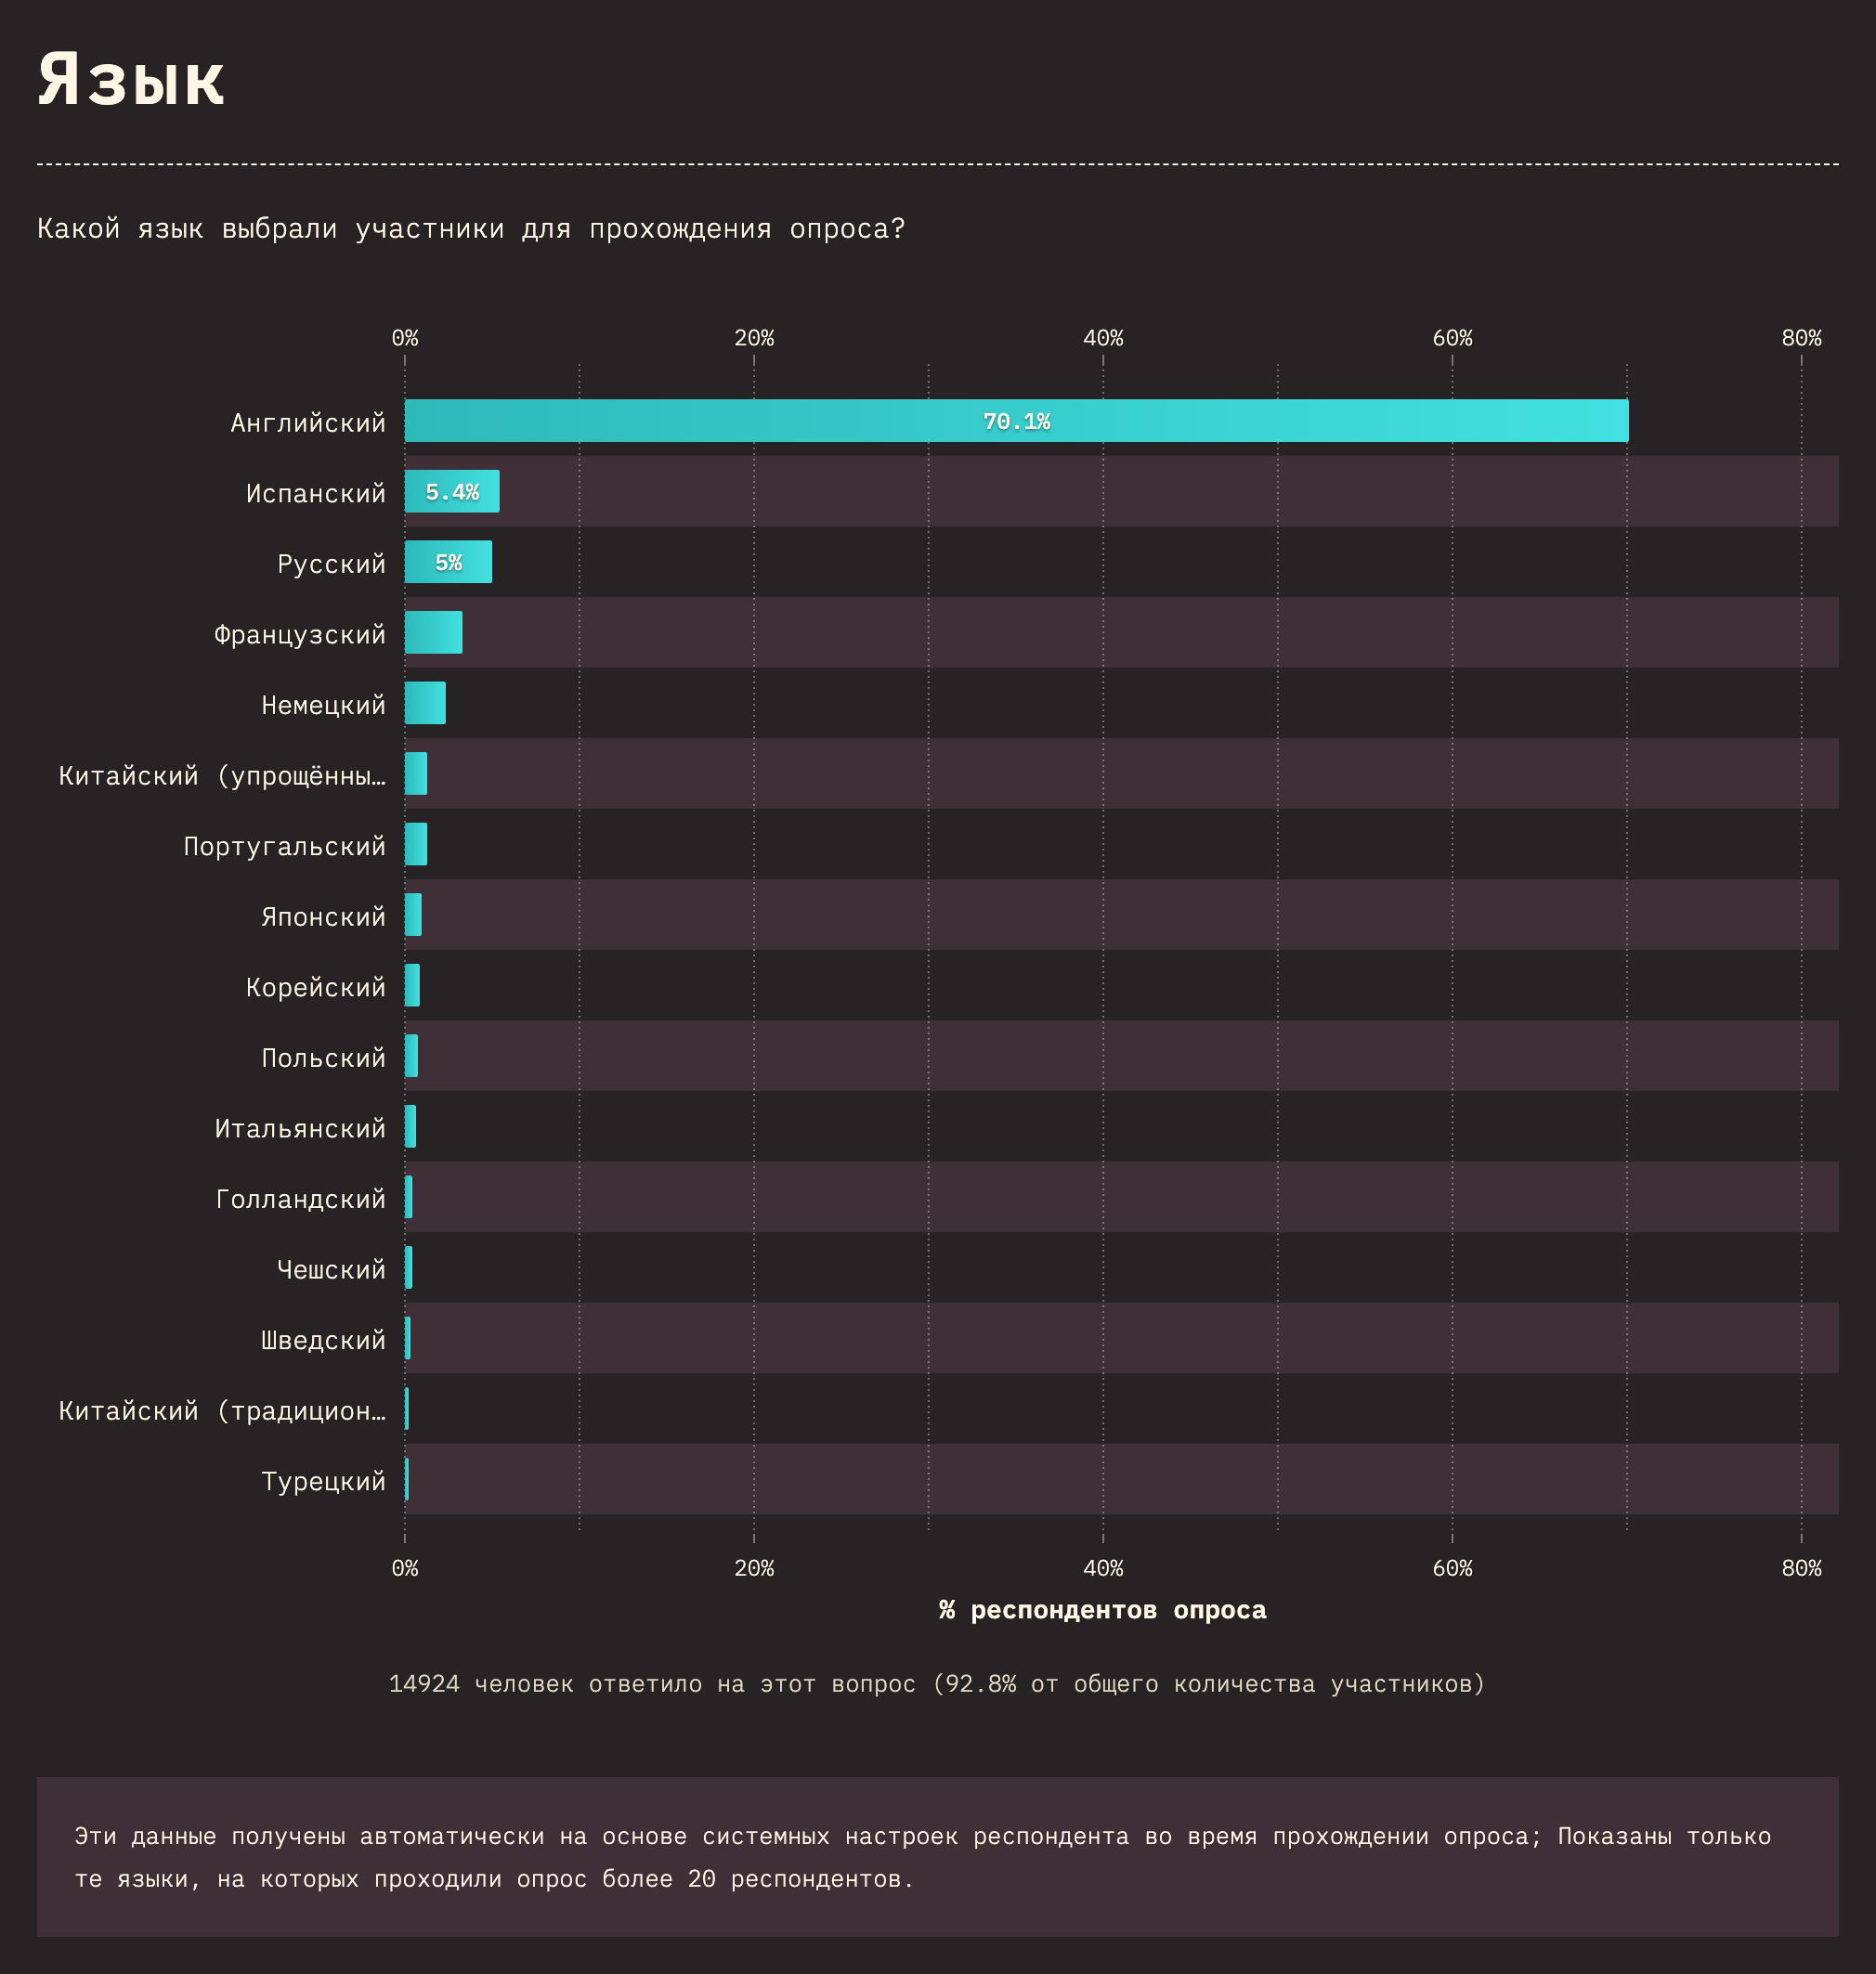 Язык
Какой язык выбрали участники для прохождения опроса?
0% 20% 40% 60% 80%
Английский 70.1%
Испанский 5.4%
Русский 5%
Французский
Немецкий
Китайский (упрощённы…
Португальский
Японский
Корейский
Польский
Итальянский
Голландский
Чешский
Шведский
Китайский (традицион…
Турецкий
0% 20% 40% 60% 80%
% респондентов опроса
14924 человек ответило на этот вопрос (92.8% от общего количества участников)
Эти данные получены автоматически на основе системных настроек респондента во время прохождении опроса; Показаны только
те языки, на которых проходили опрос более 20 респондентов.